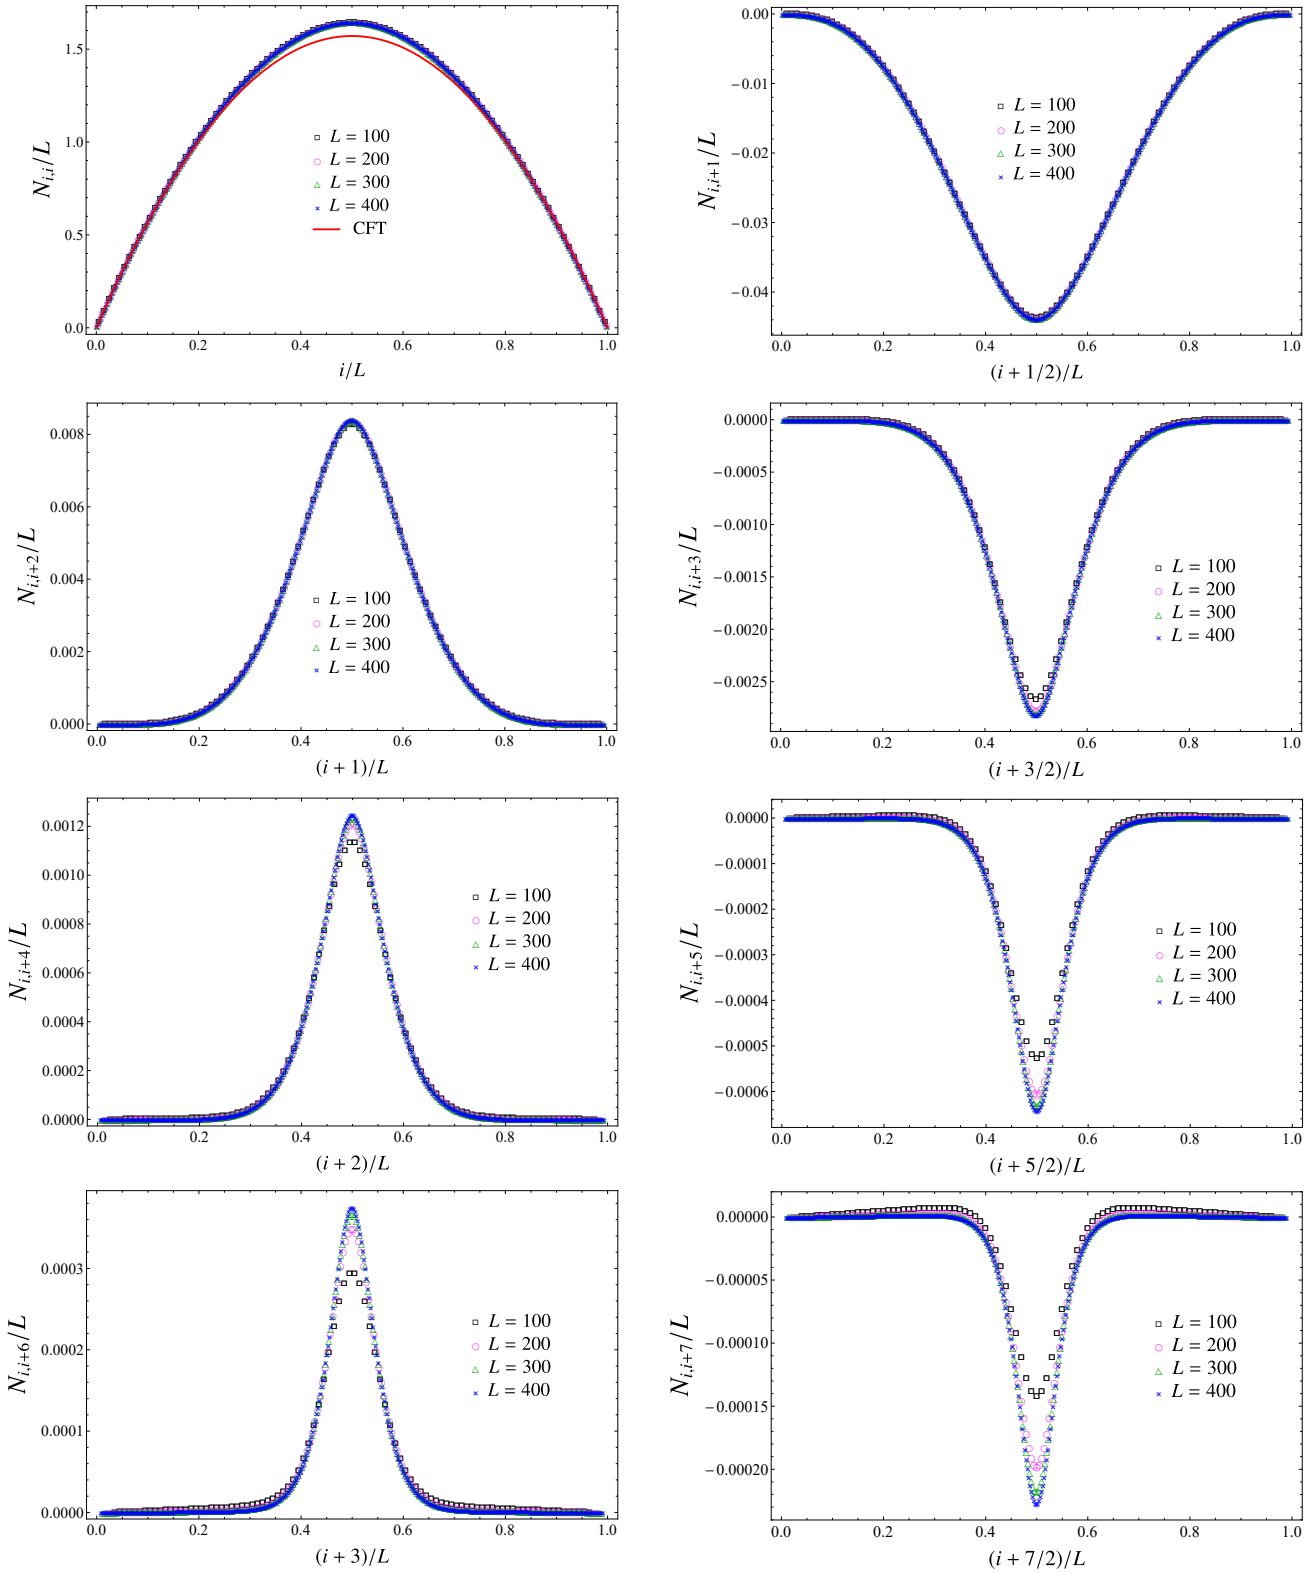 N_{i,i}/L
1.5
1.0
0.5
0.0
L = 100
L = 200
L = 300
L = 400
CFT
0.0 0.2 0.4 0.6 0.8 1.0
i/L
N_{i,i+1}/L
0.00
−0.01
−0.02
−0.03
−0.04
L = 100
L = 200
L = 300
L = 400
0.0 0.2 0.4 0.6 0.8 1.0
(i + 1/2)/L
N_{i,i+2}/L
0.008
0.006
0.004
0.002
0.000
L = 100
L = 200
L = 300
L = 400
0.0 0.2 0.4 0.6 0.8 1.0
(i + 1)/L
N_{i,i+3}/L
0.0000
−0.0005
−0.0010
−0.0015
−0.0020
−0.0025
L = 100
L = 200
L = 300
L = 400
0.0 0.2 0.4 0.6 0.8 1.0
(i + 3/2)/L
N_{i,i+4}/L
0.0012
0.0010
0.0008
0.0006
0.0004
0.0002
0.0000
L = 100
L = 200
L = 300
L = 400
0.0 0.2 0.4 0.6 0.8 1.0
(i + 2)/L
N_{i,i+5}/L
0.0000
−0.0001
−0.0002
−0.0003
−0.0004
−0.0005
−0.0006
L = 100
L = 200
L = 300
L = 400
0.0 0.2 0.4 0.6 0.8 1.0
(i + 5/2)/L
N_{i,i+6}/L
0.0003
0.0002
0.0001
0.0000
L = 100
L = 200
L = 300
L = 400
0.0 0.2 0.4 0.6 0.8 1.0
(i + 3)/L
N_{i,i+7}/L
0.00000
−0.00005
−0.00010
−0.00015
−0.00020
L = 100
L = 200
L = 300
L = 400
0.0 0.2 0.4 0.6 0.8 1.0
(i + 7/2)/L